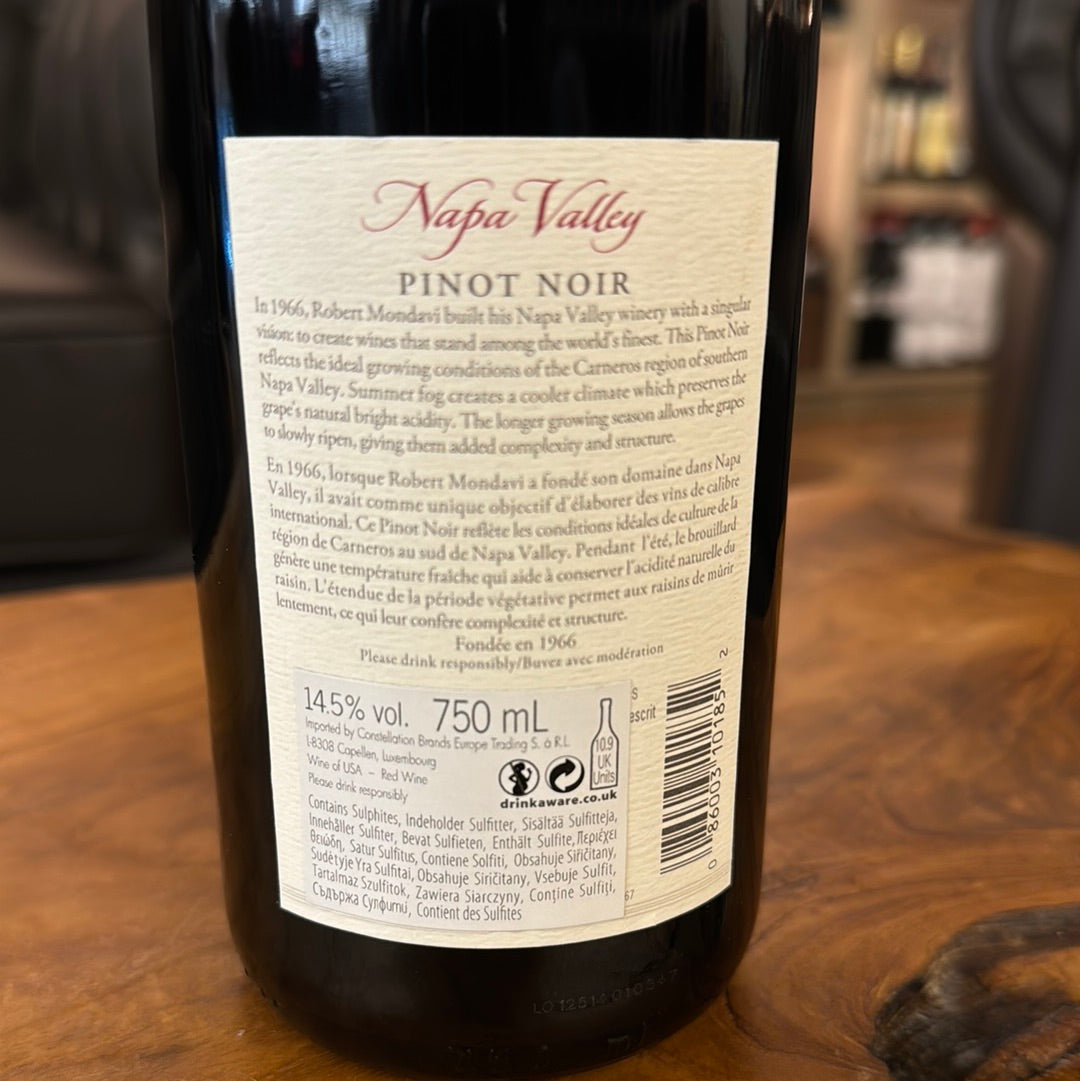 Napa Valley
PINOT NOIR
In 1966, Robert Mondavi built his Napa Valley winery with a singular
vision: to create wines that stand among the world's finest. This Pinot Noir
reflects the ideal growing conditions of the Carneros region of southern
Napa Valley. Summer fog creates a cooler climate which preserves the
grape's natural bright acidity. The longer growing season allows the grapes
to slowly ripen, giving them added complexity and structure.
En 1966, lorsque Robert Mondavi a fondé son domaine dans Napa
Valley, il avait comme unique objectif d'élaborer des vins de calibre
international. Ce Pinot Noir reflète les conditions idéales de culture de la
région de Carneros au sud de Napa Valley. Pendant l'été, le brouillard
génère une température fraîche qui aide à conserver l'acidité naturelle du
raisin. L'étendue de la période végétative permet aux raisins de mûrir
lentement, ce qui leur confère complexité et structure.
Fondée en 1966
Please drink responsibly/Buvez avec modération
14.5% vol. 750 mL
Imported by Constellation Brands Europe Trading S. à R.L
L-8308 Capellen, Luxembourg
Wine of USA – Red Wine
Please drink responsibly
10.9
UK
Units
drinkaware.co.uk
Contains Sulphites, Indeholder Sulfitter, Sisältää Sulfitteja,
Innehåller Sulfiter, Bevat Sulfieten, Enthält Sulfite, Περιέχει
Θειώδη, Satur Sulfitus, Contiene Solfiti, Obsahuje Siřičitany,
Sudėtyje Yra Sulfitai, Obsahuje Siričitany, Vsebuje Sulfit,
Tartalmaz Szulfitok, Zawiera Siarczyny, Conţine Sulfiţi,
Съдържа Сулфити, Contient des Sulfites
S
escrit
67
0 86003 10185 2